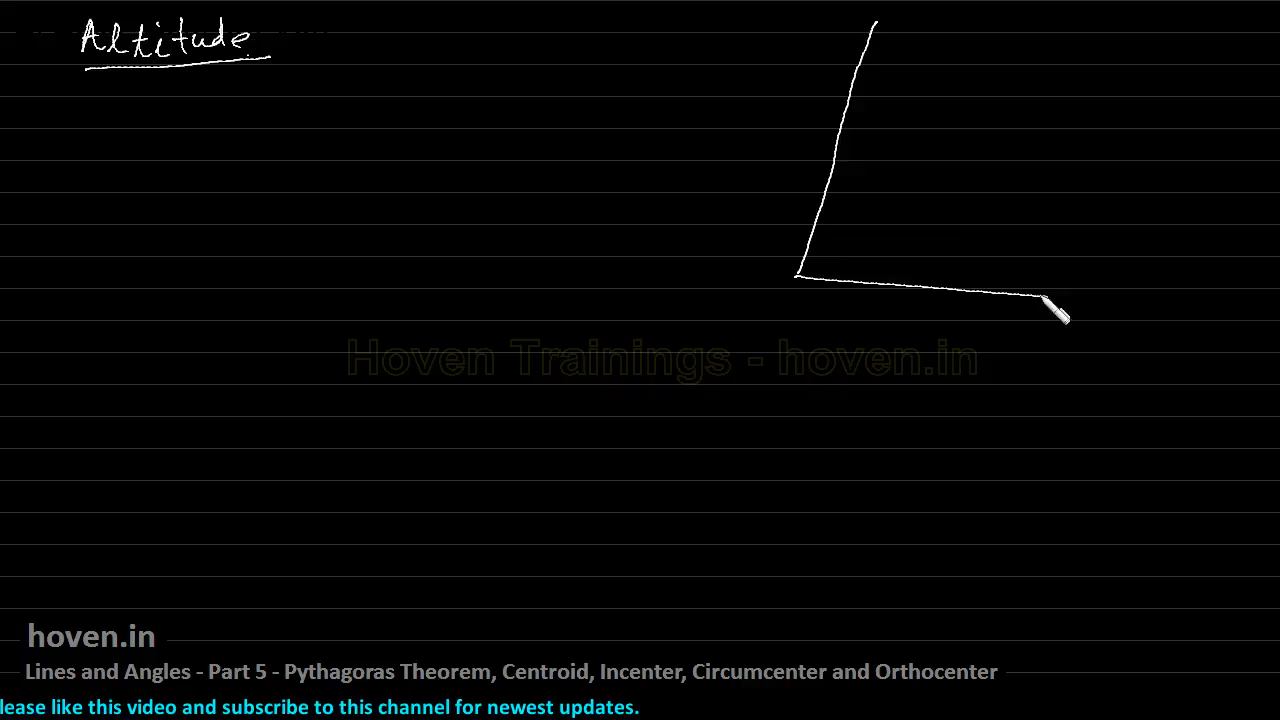 Altitude
Hoven Trainings - hoven.in
hoven.in
Lines and Angles - Part 5 - Pythagoras Theorem, Centroid, Incenter, Circumcenter and Orthocenter
lease like this video and subscribe to this channel for newest updates.